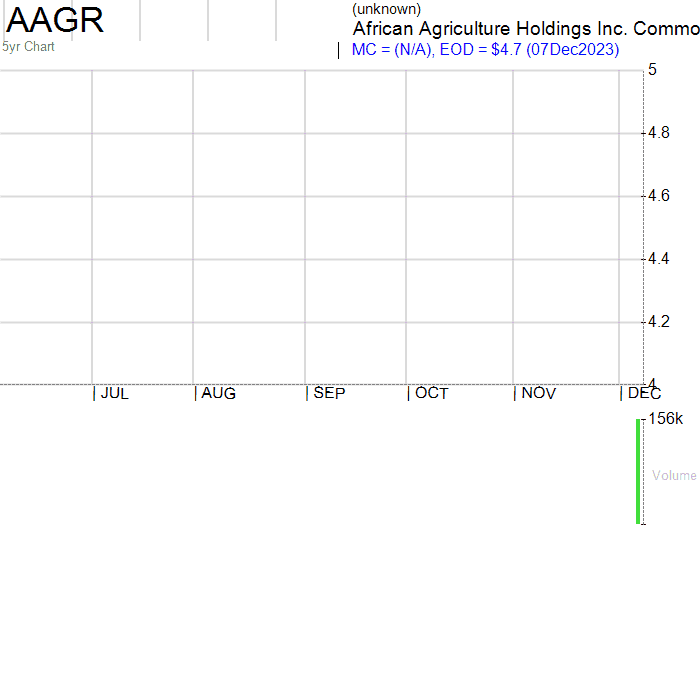 AAGR
5yr Chart
(unknown)
African Agriculture Holdings Inc. Commo
MC = (N/A), EOD = $4.7 (07Dec2023)
5
4.8
4.6
4.4
4.2
4
JUL AUG SEP OCT NOV DEC
156k
Volume